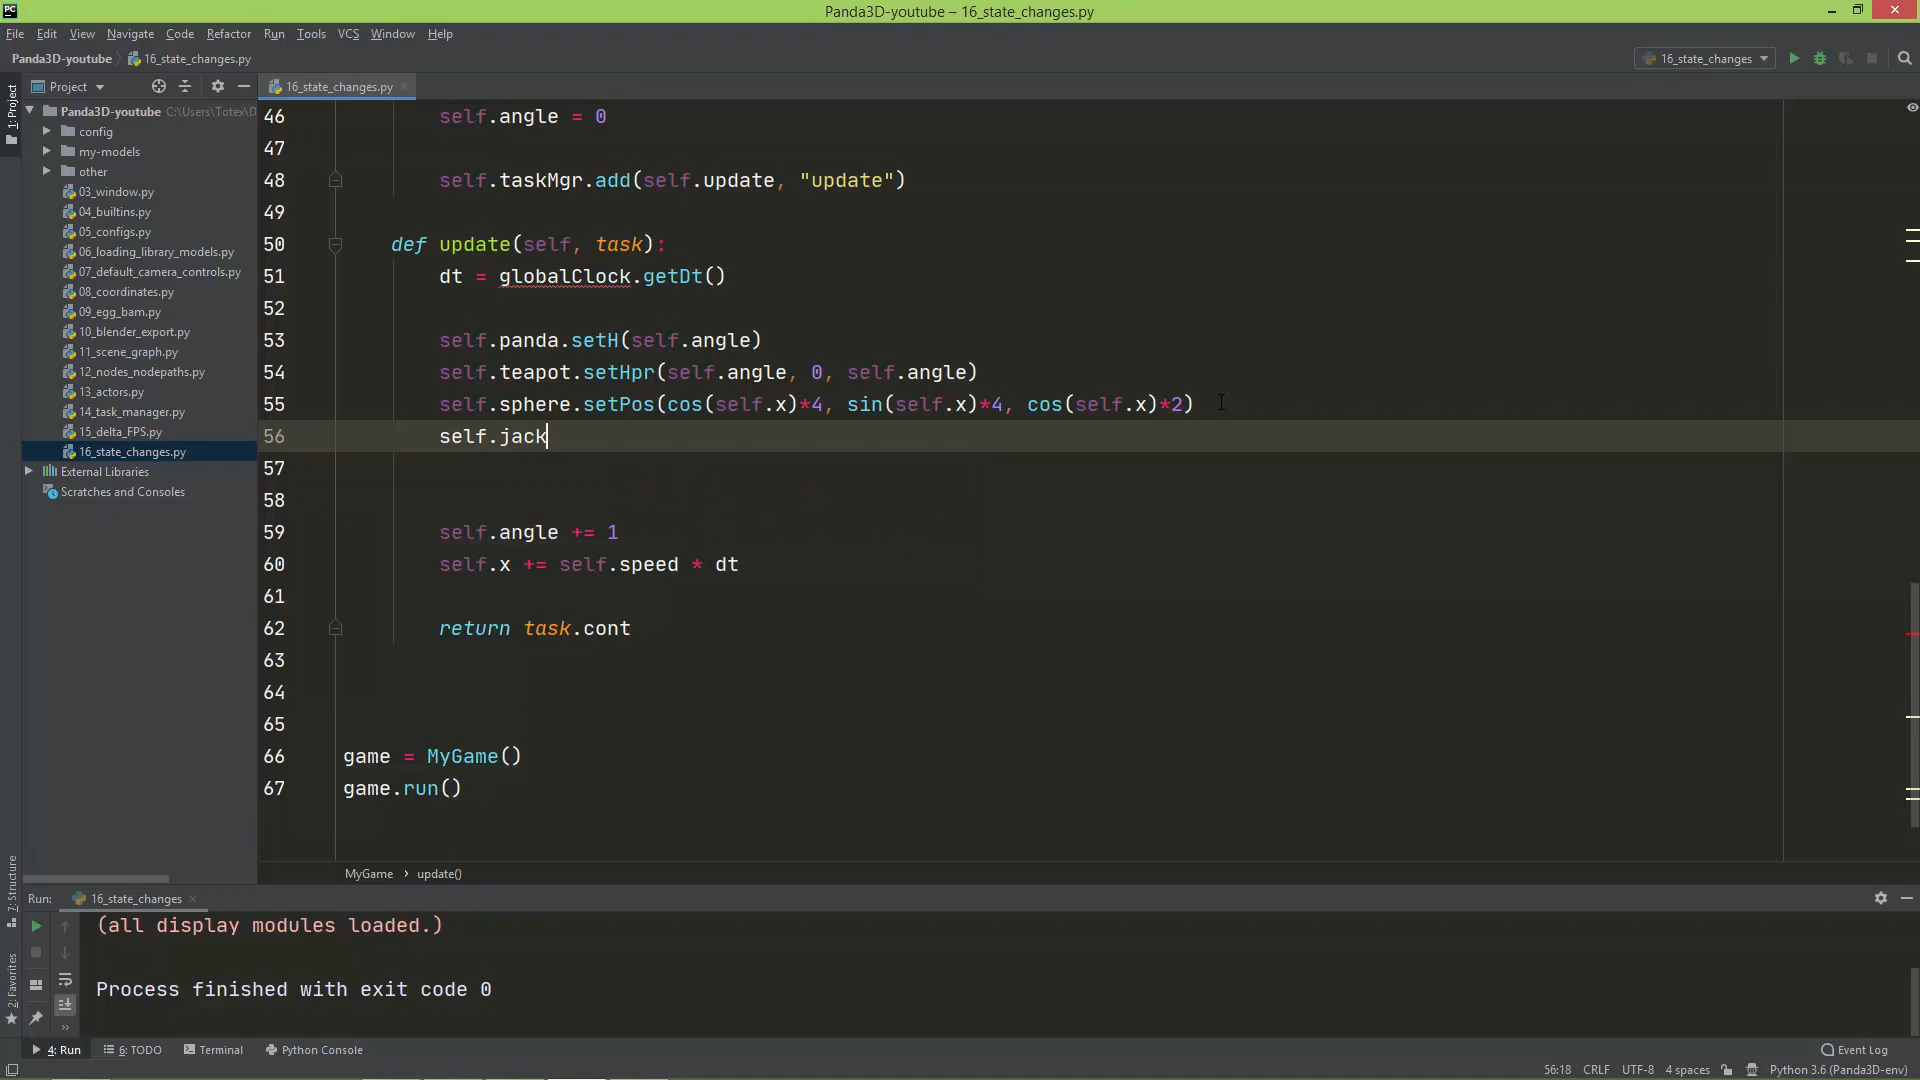 Panda3D-youtube – 16_state_changes.py
File Edit View Navigate Code Refactor Run Tools VCS Window Help
Panda3D-youtube 16_state_changes.py
16_state_changes
Project
16_state_changes.py
1: Project
Panda3D-youtube C:\Users\Totex\D
config
my-models
other
03_window.py
04_builtins.py
05_configs.py
06_loading_library_models.py
07_default_camera_controls.py
08_coordinates.py
09_egg_bam.py
10_blender_export.py
11_scene_graph.py
12_nodes_nodepaths.py
13_actors.py
14_task_manager.py
15_delta_FPS.py
16_state_changes.py
External Libraries
Scratches and Consoles
46 self.angle = 0
47
48 self.taskMgr.add(self.update, "update")
49
50 def update(self, task):
51 dt = globalClock.getDt()
52
53 self.panda.setH(self.angle)
54 self.teapot.setHpr(self.angle, 0, self.angle)
55 self.sphere.setPos(cos(self.x)*4, sin(self.x)*4, cos(self.x)*2)
56 self.jack
57
58
59 self.angle += 1
60 self.x += self.speed * dt
61
62 return task.cont
63
64
65
66 game = MyGame()
67 game.run()
MyGame › update()
7: Structure
2: Favorites
Run: 16_state_changes
(all display modules loaded.)
Process finished with exit code 0
4: Run 6: TODO Terminal Python Console Event Log
56:18 CRLF UTF-8 4 spaces Python 3.6 (Panda3D-env)